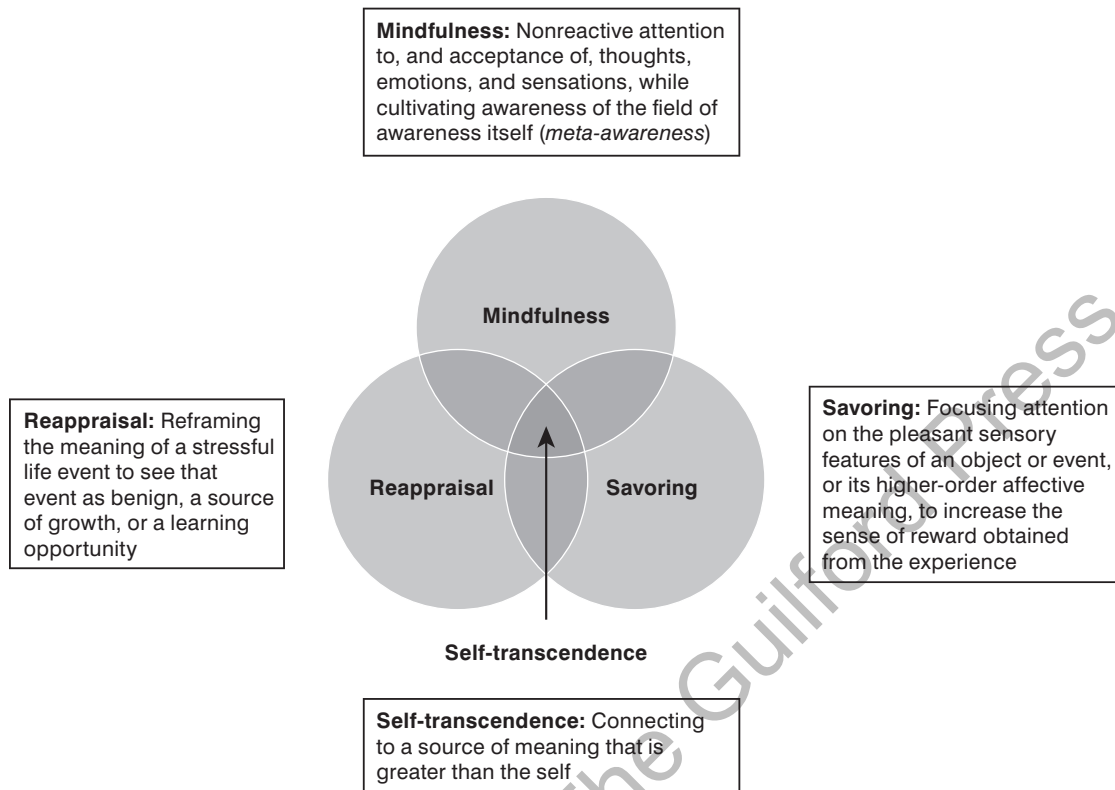 Mindfulness: Nonreactive attention
to, and acceptance of, thoughts,
emotions, and sensations, while
cultivating awareness of the field of
awareness itself (meta-awareness)
Mindfulness
Reappraisal: Reframing
the meaning of a stressful
life event to see that
event as benign, a source
of growth, or a learning
opportunity
Reappraisal
Savoring
Savoring: Focusing attention
on the pleasant sensory
features of an object or event,
or its higher-order affective
meaning, to increase the
sense of reward obtained
from the experience
Self-transcendence
Self-transcendence: Connecting
to a source of meaning that is
greater than the self
The Guilford Press